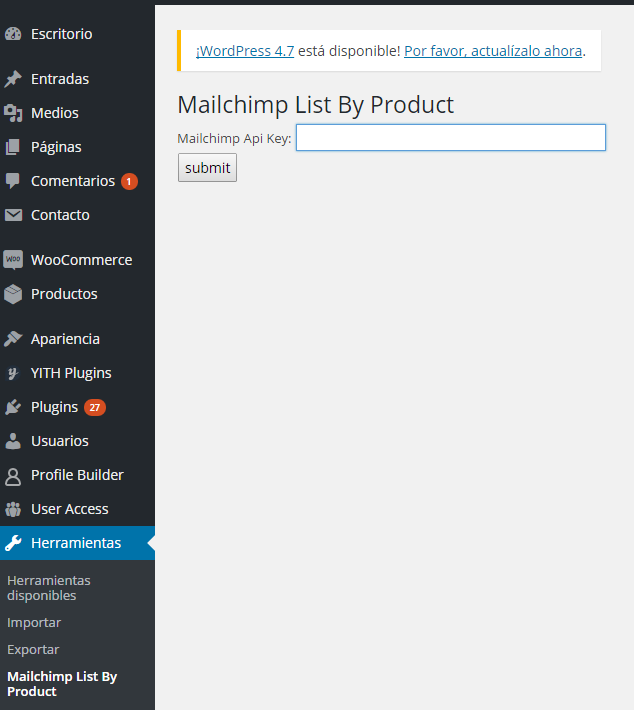 Escritorio
Entradas
Medios
Páginas
Comentarios 1
Contacto
WOO WooCommerce
Productos
Apariencia
YITH Plugins
Plugins 27
Usuarios
Profile Builder
User Access
Herramientas
Herramientas
disponibles
Importar
Exportar
Mailchimp List By
Product
¡WordPress 4.7 está disponible! Por favor, actualízalo ahora.
Mailchimp List By Product
Mailchimp Api Key:
submit